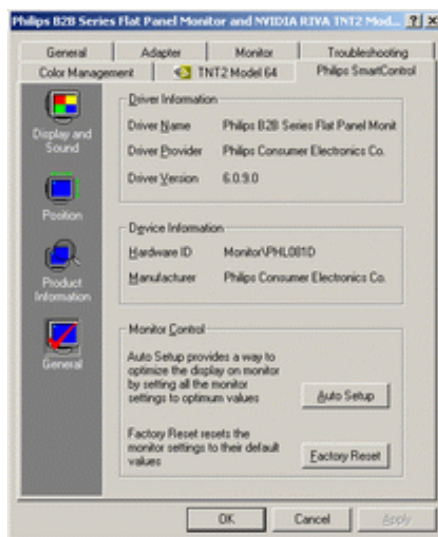 Philips B2B Series Flat Panel Monitor and NVIDIA RIVA TNT2 Mod...
General Adapter Monitor Troubleshooting
Color Management TNT2 Model 64 Philips SmartControl
Display and
Sound
Position
Product
Information
General
Driver Information
Driver Name Philips B2B Series Flat Panel Monit
Driver Provider Philips Consumer Electronics Co.
Driver Version 6.0.9.0
Device Information
Hardware ID Monitor\PHL081D
Manufacturer Philips Consumer Electronics Co.
Monitor Control
Auto Setup provides a way to
optimize the display on monitor
by setting all the monitor
settings to optimum values
Auto Setup
Factory Reset resets the
monitor settings to their default
values
Factory Reset
OK Cancel Apply